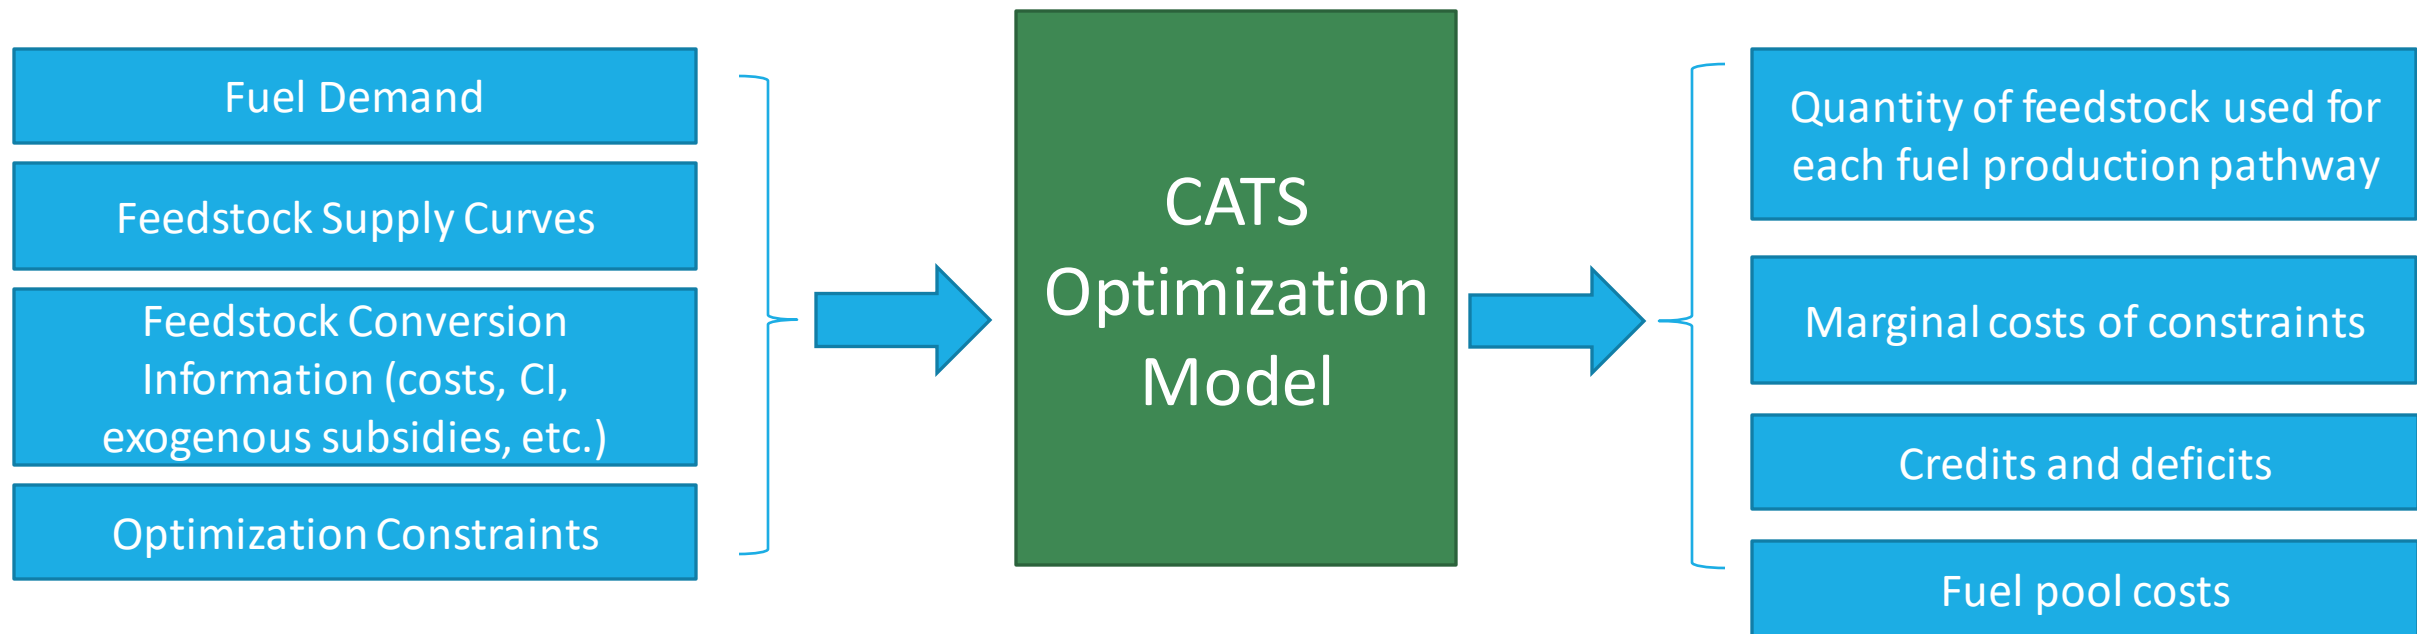 Fuel Demand
Feedstock Supply Curves
Feedstock Conversion
Information (costs, CI,
exogenous subsidies, etc.)
Optimization Constraints
CATS
Optimization
Model
Quantity of feedstock used for
each fuel production pathway
Marginal costs of constraints
Credits and deficits
Fuel pool costs